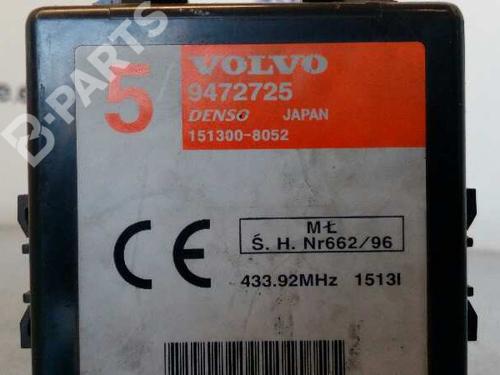 5
VOLVO
9472725
DENSO JAPAN
151300-8052
CE
MŁ
Ś. H. Nr662/96
433.92MHz 1513I
B-PARTS